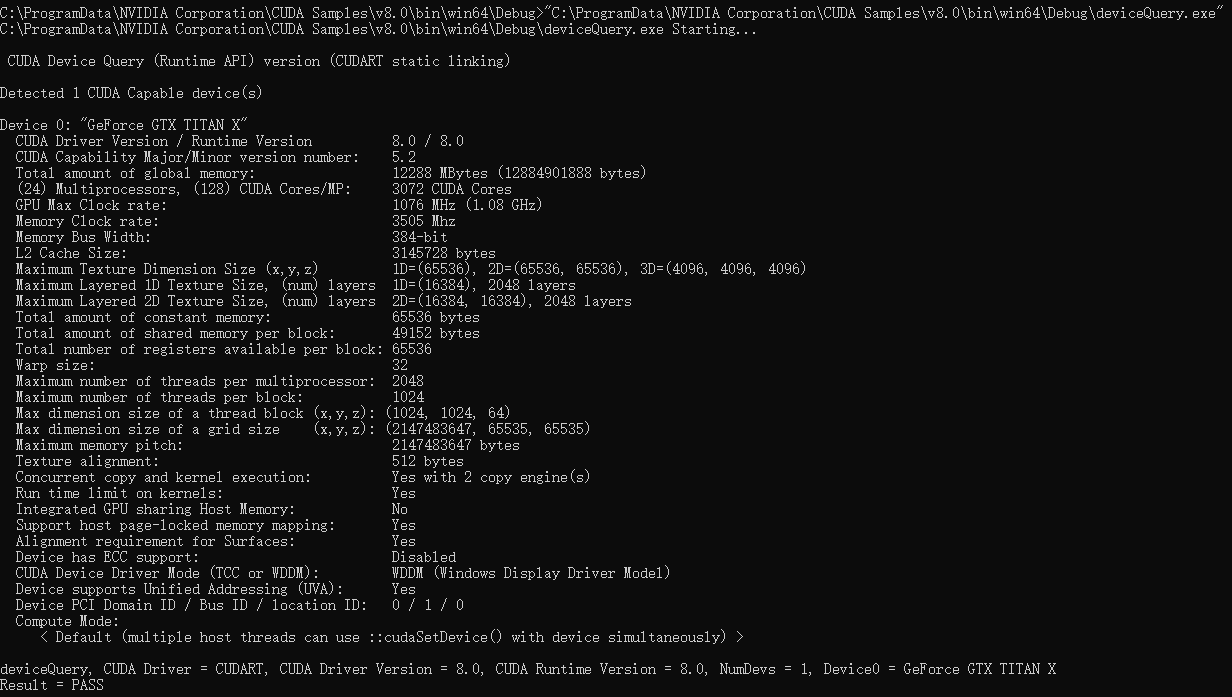 C:\ProgramData\NVIDIA Corporation\CUDA Samples\v8.0\bin\win64\Debug>"C:\ProgramData\NVIDIA Corporation\CUDA Samples\v8.0\bin\win64\Debug\deviceQuery.exe"
C:\ProgramData\NVIDIA Corporation\CUDA Samples\v8.0\bin\win64\Debug\deviceQuery.exe Starting...
CUDA Device Query (Runtime API) version (CUDART static linking)
Detected 1 CUDA Capable device(s)
Device 0: "GeForce GTX TITAN X"
CUDA Driver Version / Runtime Version 8.0 / 8.0
CUDA Capability Major/Minor version number: 5.2
Total amount of global memory: 12288 MBytes (12884901888 bytes)
(24) Multiprocessors, (128) CUDA Cores/MP: 3072 CUDA Cores
GPU Max Clock rate: 1076 MHz (1.08 GHz)
Memory Clock rate: 3505 Mhz
Memory Bus Width: 384-bit
L2 Cache Size: 3145728 bytes
Maximum Texture Dimension Size (x,y,z) 1D=(65536), 2D=(65536, 65536), 3D=(4096, 4096, 4096)
Maximum Layered 1D Texture Size, (num) layers 1D=(16384), 2048 layers
Maximum Layered 2D Texture Size, (num) layers 2D=(16384, 16384), 2048 layers
Total amount of constant memory: 65536 bytes
Total amount of shared memory per block: 49152 bytes
Total number of registers available per block: 65536
Warp size: 32
Maximum number of threads per multiprocessor: 2048
Maximum number of threads per block: 1024
Max dimension size of a thread block (x,y,z): (1024, 1024, 64)
Max dimension size of a grid size (x,y,z): (2147483647, 65535, 65535)
Maximum memory pitch: 2147483647 bytes
Texture alignment: 512 bytes
Concurrent copy and kernel execution: Yes with 2 copy engine(s)
Run time limit on kernels: Yes
Integrated GPU sharing Host Memory: No
Support host page-locked memory mapping: Yes
Alignment requirement for Surfaces: Yes
Device has ECC support: Disabled
CUDA Device Driver Mode (TCC or WDDM): WDDM (Windows Display Driver Model)
Device supports Unified Addressing (UVA): Yes
Device PCI Domain ID / Bus ID / location ID: 0 / 1 / 0
Compute Mode:
< Default (multiple host threads can use ::cudaSetDevice() with device simultaneously) >
deviceQuery, CUDA Driver = CUDART, CUDA Driver Version = 8.0, CUDA Runtime Version = 8.0, NumDevs = 1, Device0 = GeForce GTX TITAN X
Result = PASS